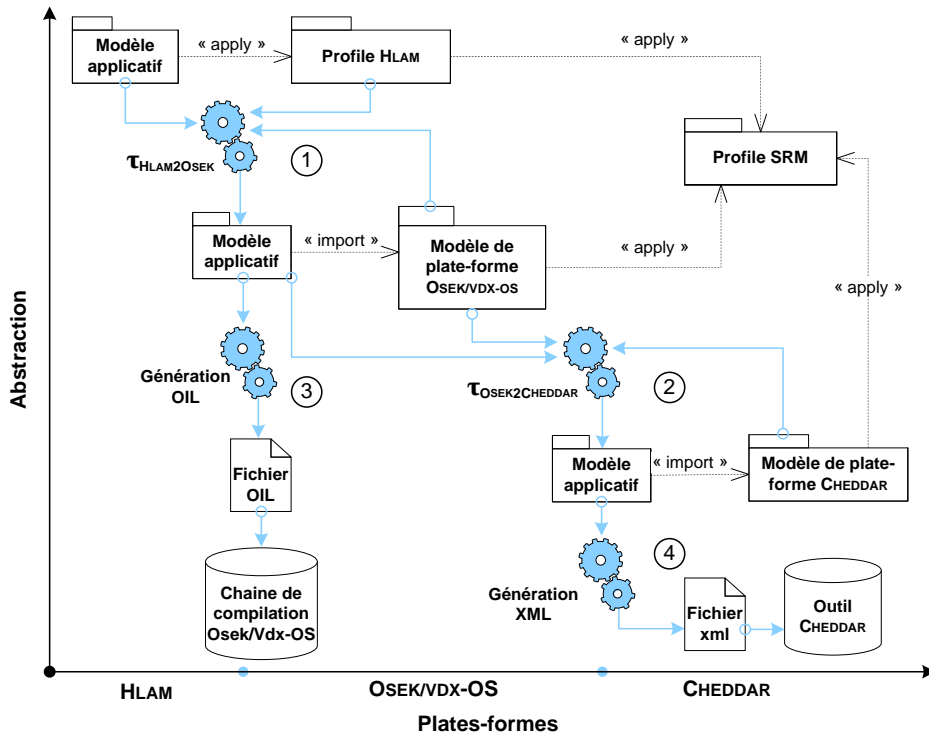 Modèle
applicatif
« apply »
Profile HLAM
« apply »
τHLAM2OSEK
1
Profile SRM
Modèle
applicatif
« import »
Modèle de
plate-forme
OSEK/VDX-OS
« apply »
« apply »
Génération
OIL
3
τOSEK2CHEDDAR
2
Fichier
OIL
Modèle
applicatif
« import »
Modèle de plate-
forme CHEDDAR
Chaine de
compilation
Osek/Vdx-OS
4
Génération
XML
Fichier
xml
Outil
CHEDDAR
Abstraction
HLAM
OSEK/VDX-OS
CHEDDAR
Plates-formes